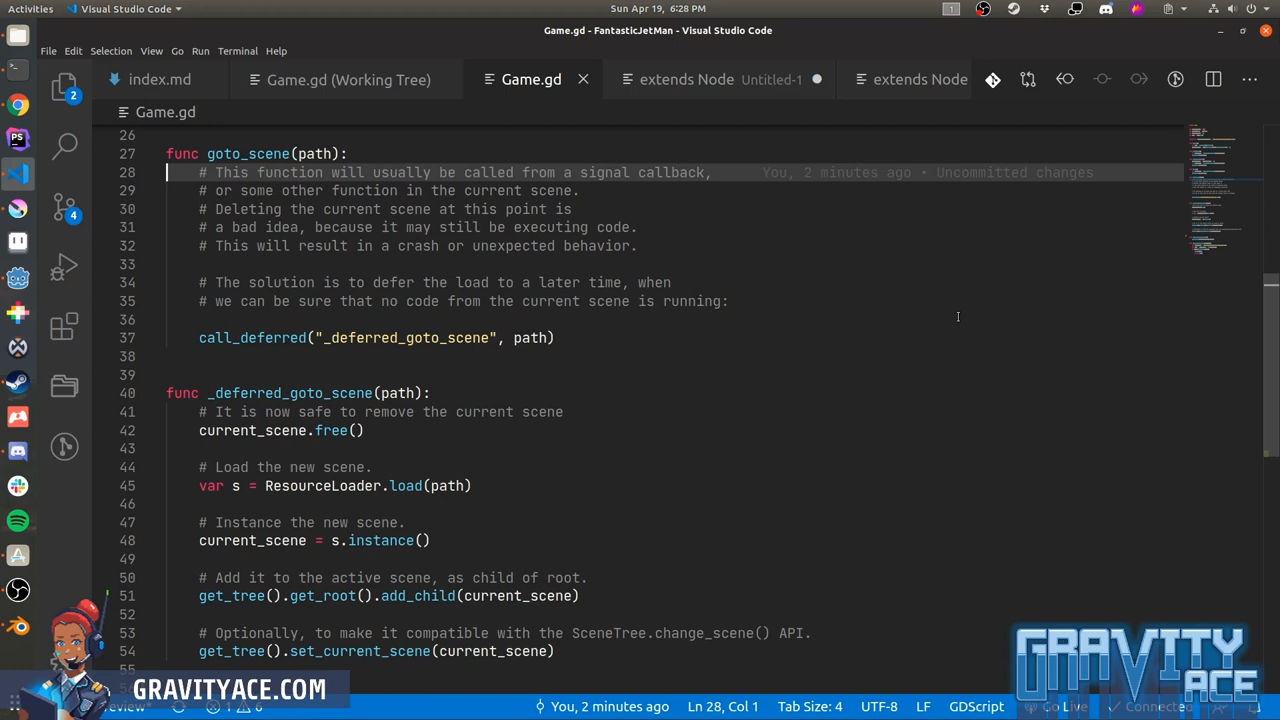 Activities Visual Studio Code Sun Apr 19, 6:28 PM 1
Game.gd - FantasticJetMan - Visual Studio Code
File Edit Selection View Go Run Terminal Help
index.md Game.gd (Working Tree) Game.gd extends Node Untitled-1 extends Node
2
Game.gd
26
27 func goto_scene(path):
28 # This function will usually be called from a signal callback, You, 2 minutes ago • Uncommitted changes
29 # or some other function in the current scene.
30 # Deleting the current scene at this point is
4
31 # a bad idea, because it may still be executing code.
32 # This will result in a crash or unexpected behavior.
33
34 # The solution is to defer the load to a later time, when
35 # we can be sure that no code from the current scene is running:
36
37 call_deferred("_deferred_goto_scene", path)
38
39
40 func _deferred_goto_scene(path):
41 # It is now safe to remove the current scene
42 current_scene.free()
43
44 # Load the new scene.
45 var s = ResourceLoader.load(path)
46
47 # Instance the new scene.
48 current_scene = s.instance()
49
50 # Add it to the active scene, as child of root.
51 get_tree().get_root().add_child(current_scene)
52
53 # Optionally, to make it compatible with the SceneTree.change_scene() API.
54 get_tree().set_current_scene(current_scene)
55
GRAVITYACE.COM
GRAVITY
ACE
1 6 You, 2 minutes ago Ln 28, Col 1 Tab Size: 4 UTF-8 LF GDScript Go Live Connected